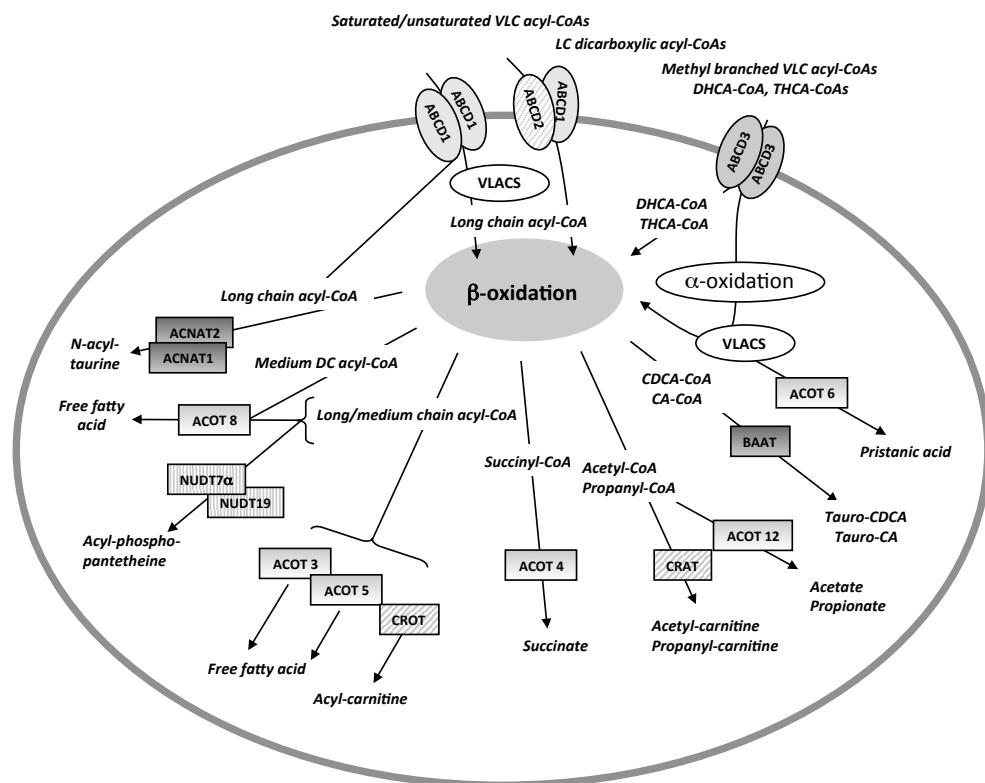 Saturated/unsaturated VLC acyl-CoAs
LC dicarboxylic acyl-CoAs
Methyl branched VLC acyl-CoAs
DHCA-CoA, THCA-CoAs
ABCD1
ABCD1
ABCD2
ABCD1
ABCD3
ABCD3
VLACS
DHCA-CoA
THCA-CoA
Long chain acyl-CoA
β-oxidation
α-oxidation
Long chain acyl-CoA
ACNAT2
ACNAT1
N-acyl-
taurine
VLACS
Medium DC acyl-CoA
CDCA-CoA
CA-CoA
ACOT 6
Free fatty
acid
ACOT 8
Long/medium chain acyl-CoA
BAAT
Pristanic acid
NUDT7α
NUDT19
Succinyl-CoA
Acetyl-CoA
Propanyl-CoA
Acyl-phospho-
pantetheine
Tauro-CDCA
Tauro-CA
ACOT 3
ACOT 5
CROT
ACOT 4
CRAT
ACOT 12
Acetate
Propionate
Free fatty acid
Acyl-carnitine
Succinate
Acetyl-carnitine
Propanyl-carnitine